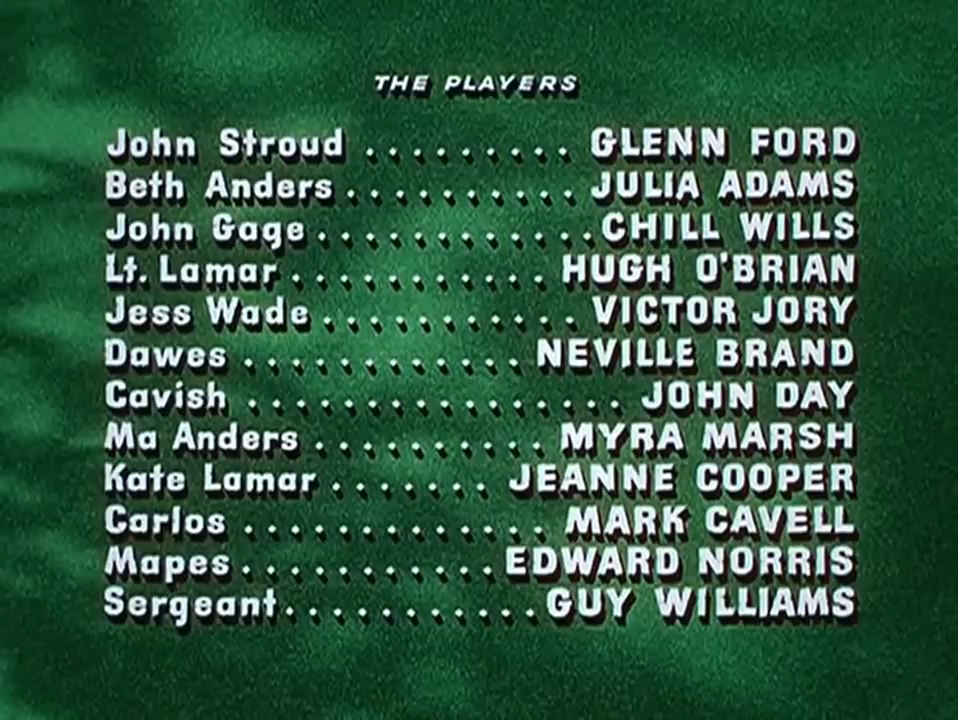 THE PLAYERS
John Stroud ......... GLENN FORD
Beth Anders .......... JULIA ADAMS
John Gage ............ CHILL WILLS
Lt. Lamar ........... HUGH O'BRIAN
Jess Wade ........... VICTOR JORY
Dawes ............ NEVILLE BRAND
Cavish ................ JOHN DAY
Ma Anders .......... MYRA MARSH
Kate Lamar ....... JEANNE COOPER
Carlos ............. MARK CAVELL
Mapes ........... EDWARD NORRIS
Sergeant ........... GUY WILLIAMS